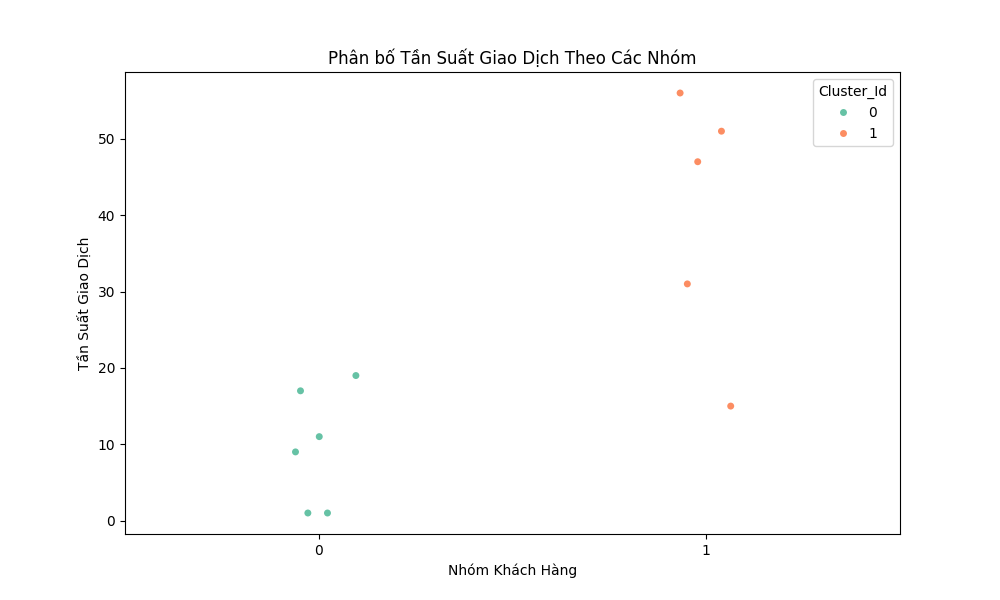 Phân bố Tần Suất Giao Dịch Theo Các Nhóm
Cluster_Id
0
1
50
40
30
20
10
0
Tần Suất Giao Dịch
0
1
Nhóm Khách Hàng